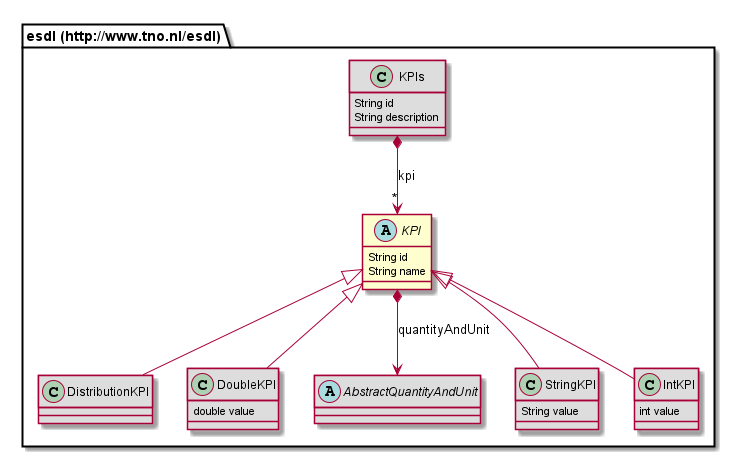 esdl (http://www.tno.nl/esdl)
C KPIs
String id
String description
kpi
*
A KPI
String id
String name
quantityAndUnit
C DistributionKPI
C DoubleKPI
double value
A AbstractQuantityAndUnit
C StringKPI
String value
C IntKPI
int value